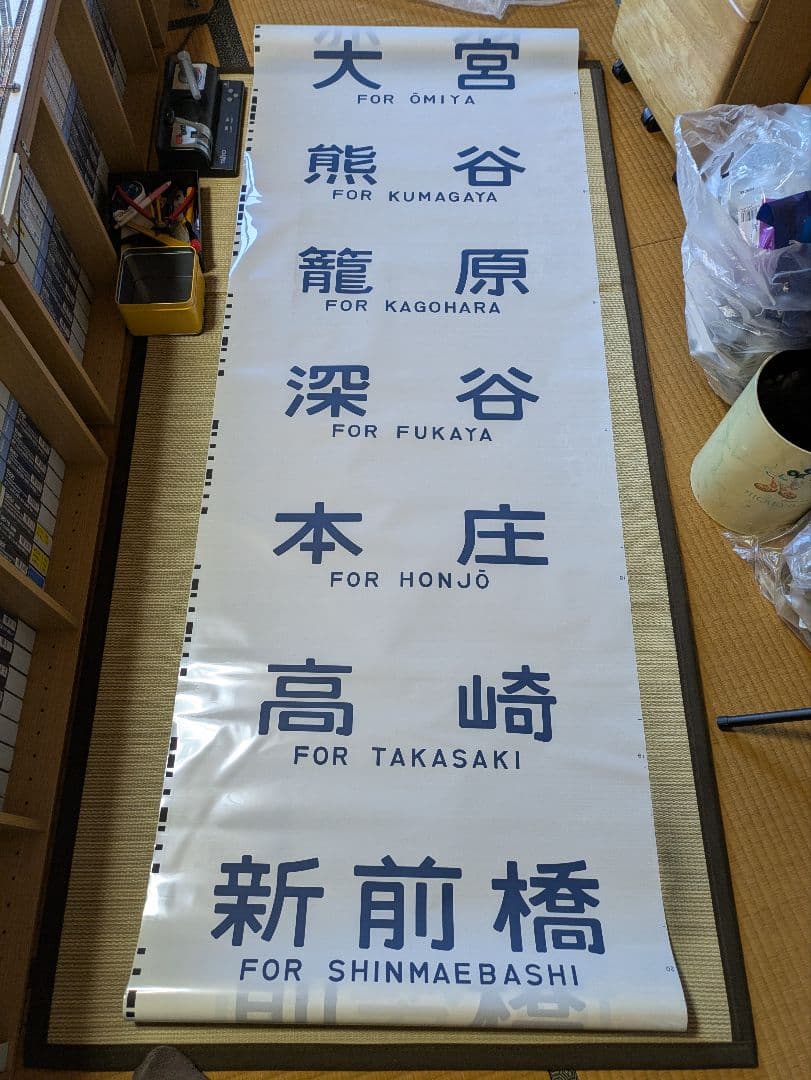 大宮
FOR ŌMIYA
熊谷
FOR KUMAGAYA
籠原
FOR KAGOHARA
深谷
FOR FUKAYA
本庄
FOR HONJŌ
高崎
FOR TAKASAKI
新前橋
FOR SHINMAEBASHI
20